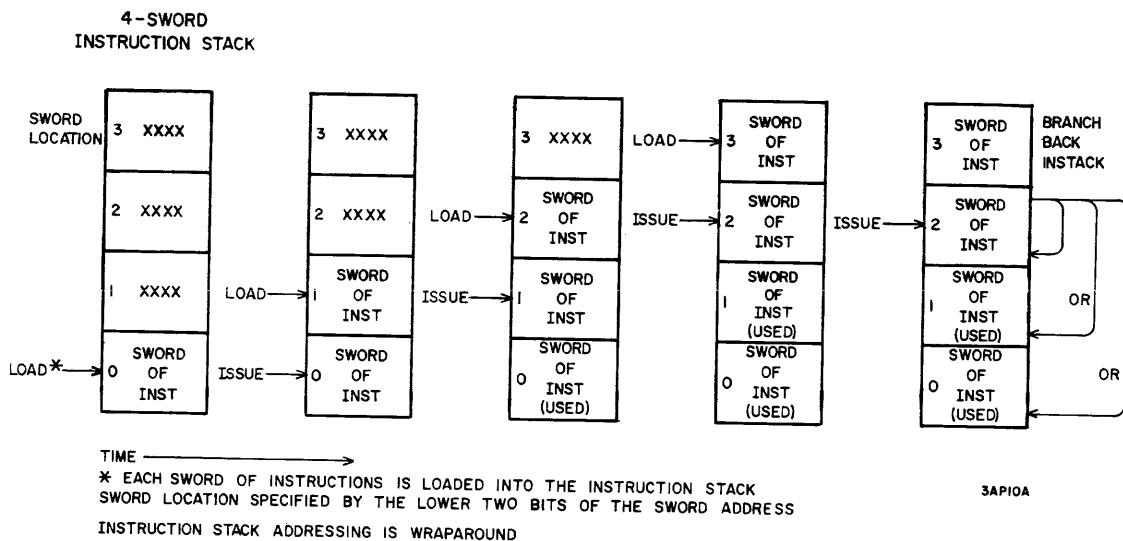 4-SWORD
INSTRUCTION STACK
SWORD
LOCATION
3 XXXX
2 XXXX
1 XXXX
LOAD*
0 SWORD
OF
INST
3 XXXX
2 XXXX
LOAD
1 SWORD
OF
INST
ISSUE
0 SWORD
OF
INST
3 XXXX
LOAD
2 SWORD
OF
INST
ISSUE
1 SWORD
OF
INST
0 SWORD
OF
INST
(USED)
LOAD
3 SWORD
OF
INST
ISSUE
2 SWORD
OF
INST
1 SWORD
OF
INST
(USED)
0 SWORD
OF
INST
(USED)
3 SWORD
OF
INST
ISSUE
2 SWORD
OF
INST
1 SWORD
OF
INST
(USED)
0 SWORD
OF
INST
(USED)
BRANCH
BACK
INSTACK
OR
OR
TIME
* EACH SWORD OF INSTRUCTIONS IS LOADED INTO THE INSTRUCTION STACK
SWORD LOCATION SPECIFIED BY THE LOWER TWO BITS OF THE SWORD ADDRESS
INSTRUCTION STACK ADDRESSING IS WRAPAROUND
3AP10A